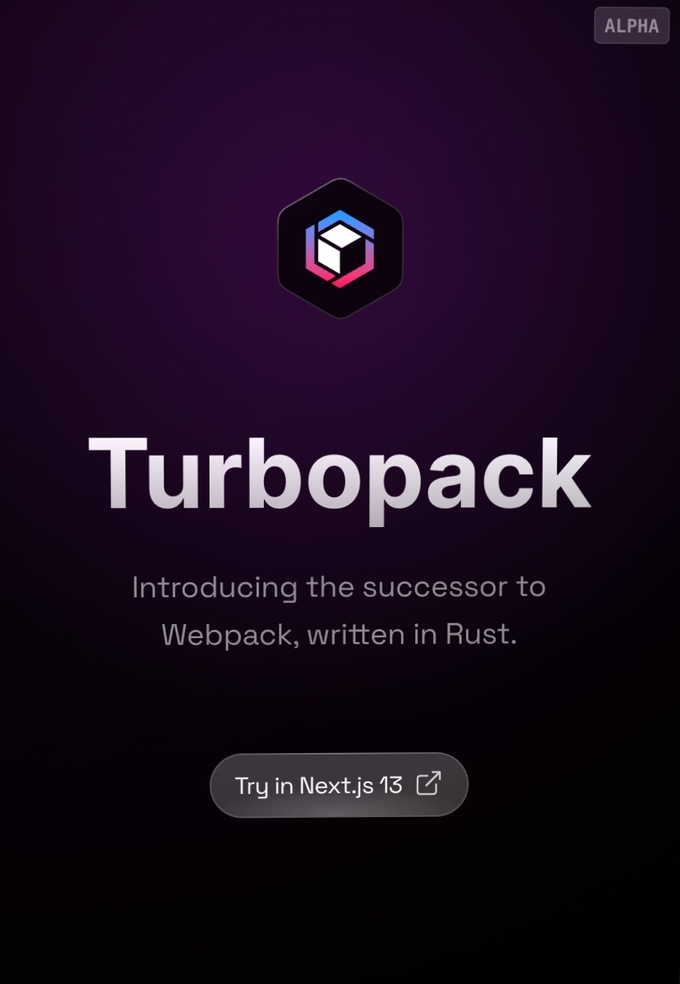 ALPHA
Turbopack
Introducing the successor to
Webpack, written in Rust.
Try in Next.js 13